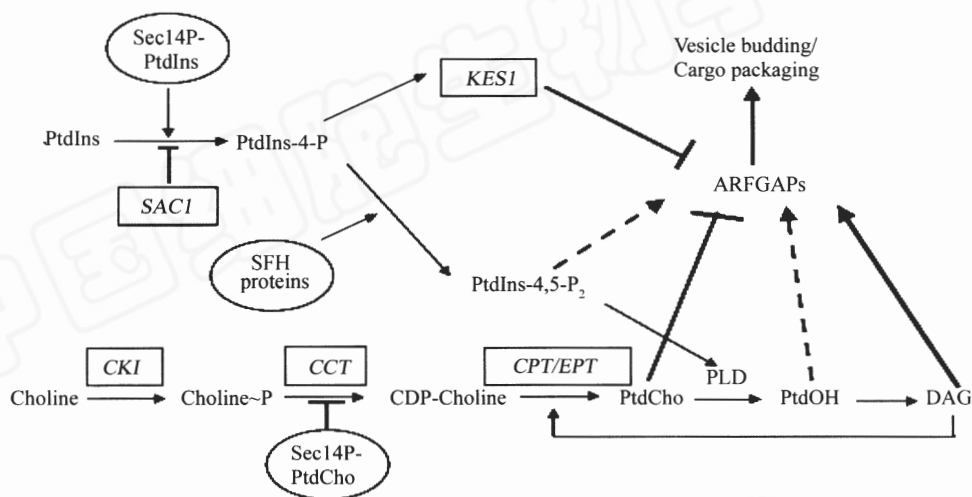 Sec14P-
PtdIns
Vesicle budding/
Cargo packaging
KES1
.PtdIns
PtdIns-4-P
ARFGAPs
SAC1
SFH
proteins
PtdIns-4,5-P₂
CKI
CCT
CPT/EPT
PLD
Choline
Choline~P
CDP-Choline
PtdCho
PtdOH
DAG
Sec14P-
PtdCho